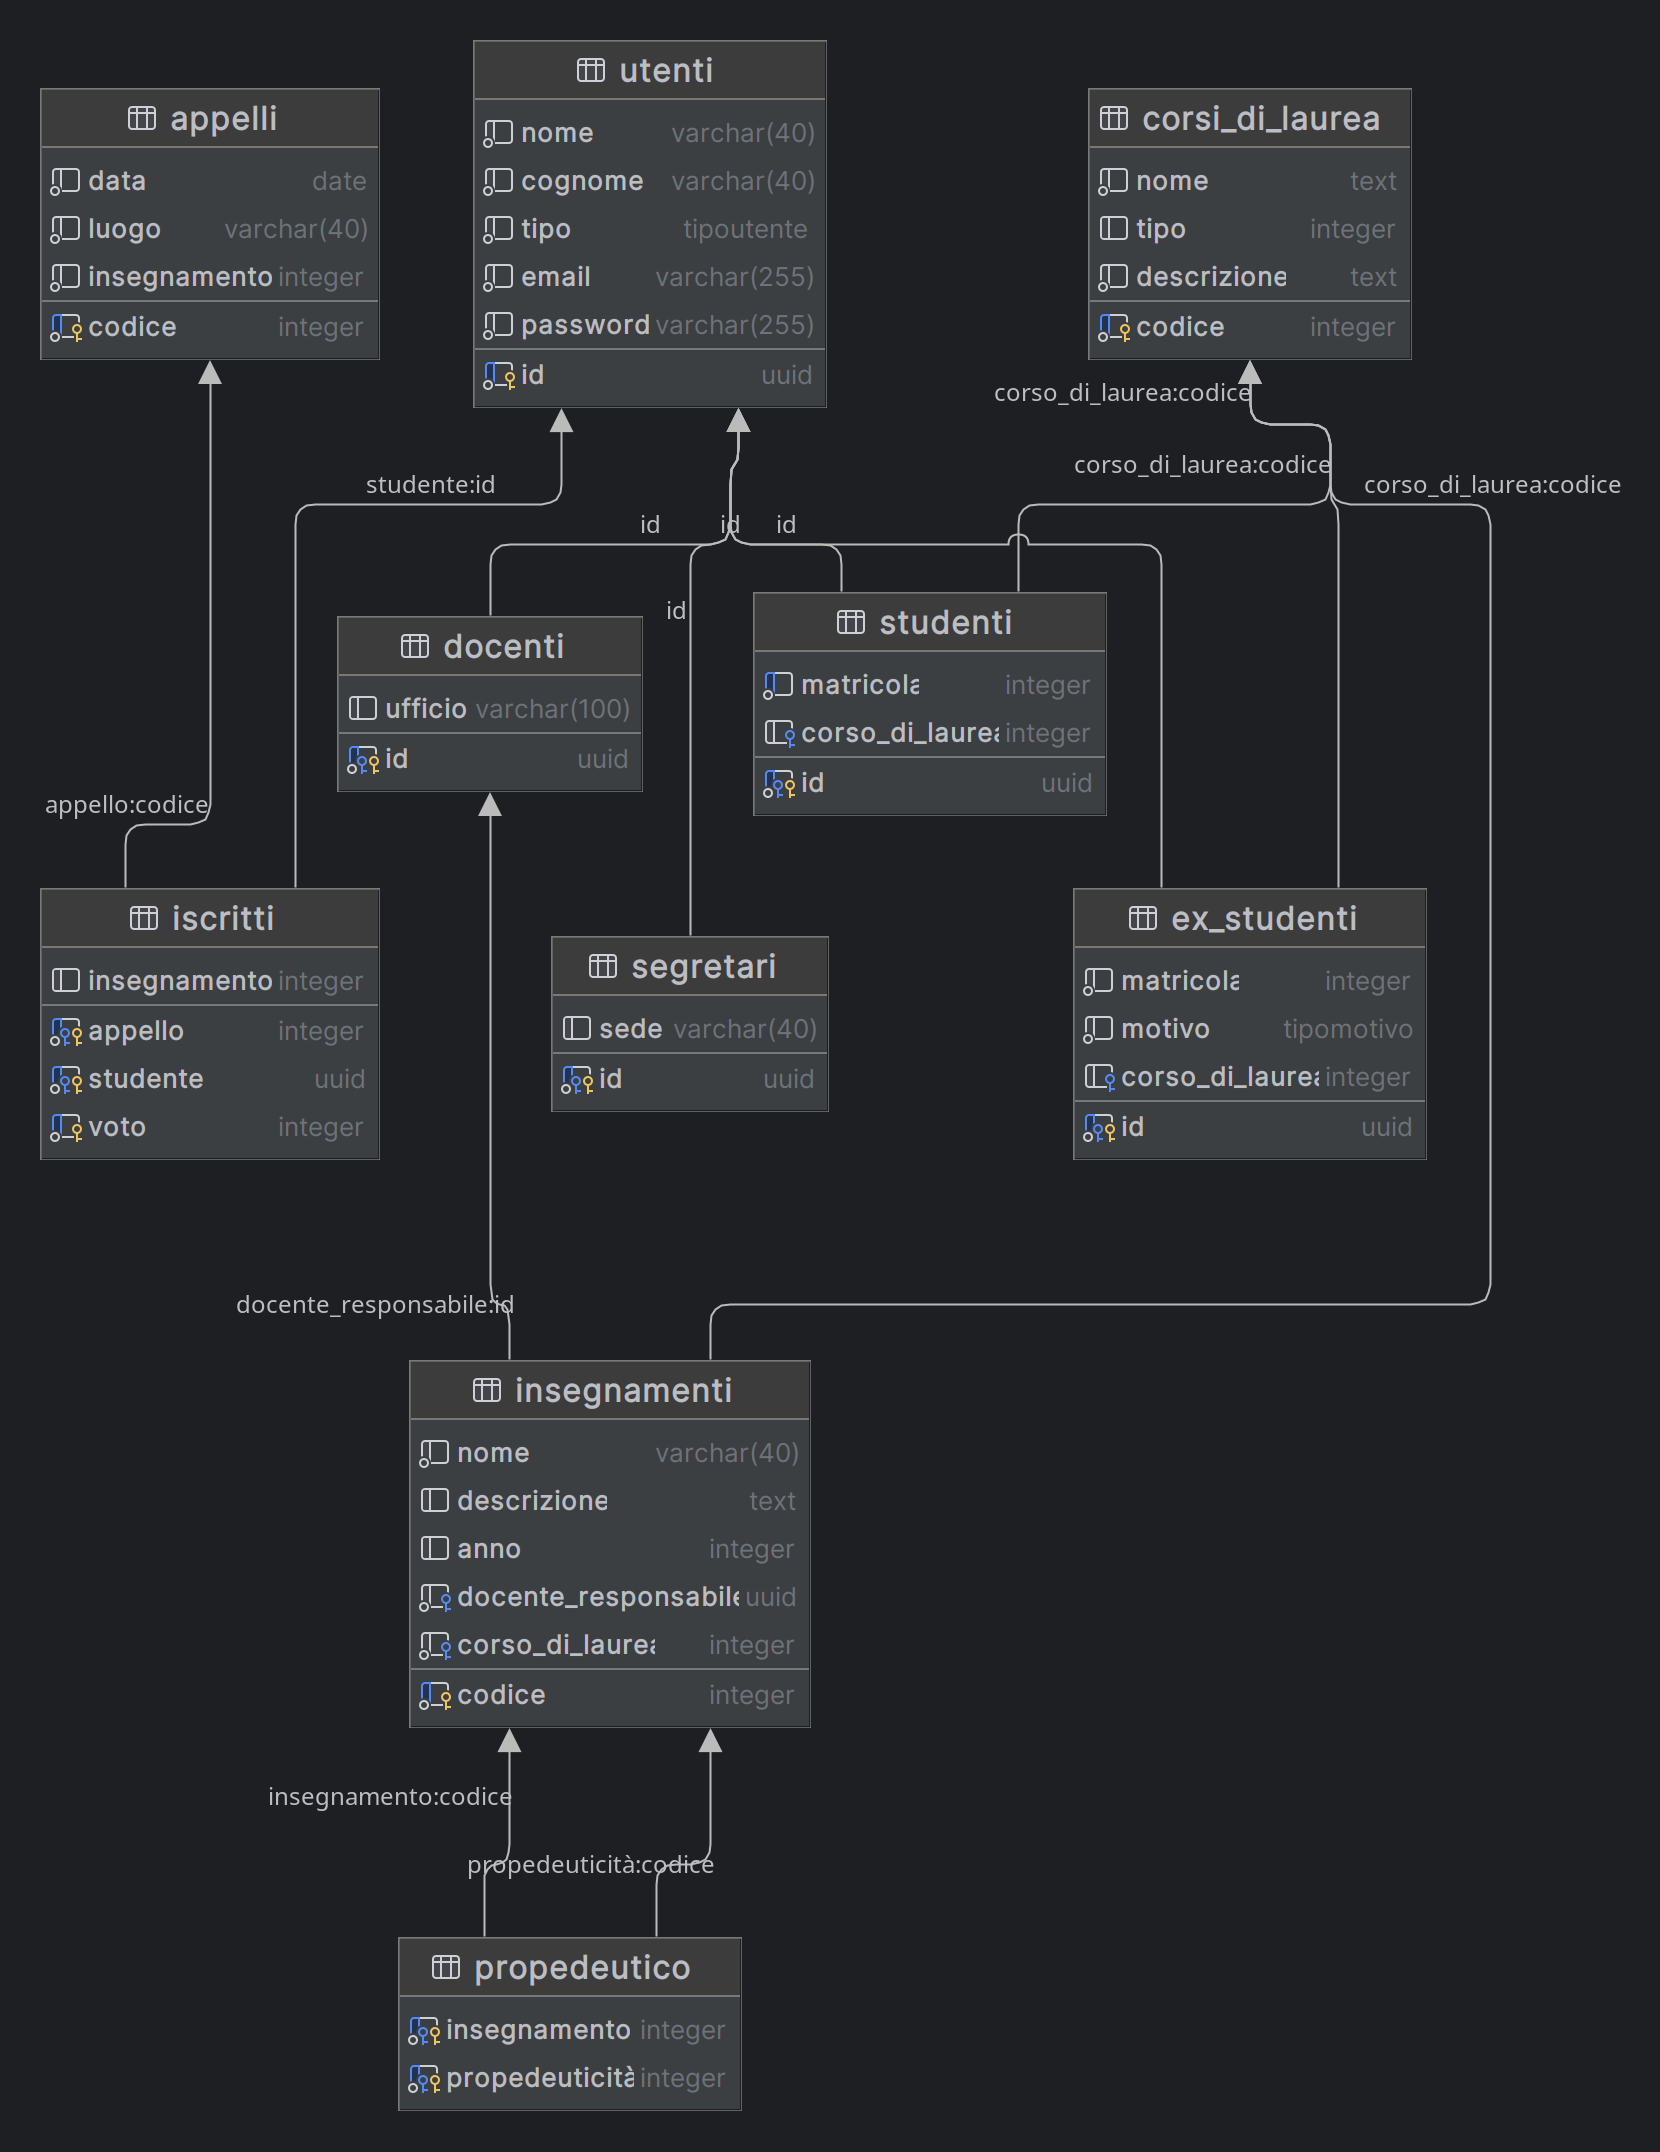 utenti
nome varchar(40)
cognome varchar(40)
tipo tipoutente
email varchar(255)
password varchar(255)
id uuid
appelli
data date
luogo varchar(40)
insegnamento integer
codice integer
corsi_di_laurea
nome text
tipo integer
descrizione text
codice integer
corso_di_laurea:codice
corso_di_laurea:codice
corso_di_laurea:codice
studente:id
id
id
id
id
docenti
ufficio varchar(100)
id uuid
studenti
matricola integer
corso_di_laurea integer
id uuid
appello:codice
iscritti
insegnamento integer
appello integer
studente uuid
voto integer
segretari
sede varchar(40)
id uuid
ex_studenti
matricola integer
motivo tipomotivo
corso_di_laurea integer
id uuid
docente_responsabile:id
insegnamenti
nome varchar(40)
descrizione text
anno integer
docente_responsabile uuid
corso_di_laurea integer
codice integer
insegnamento:codice
propedeuticità:codice
propedeutico
insegnamento integer
propedeuticità integer